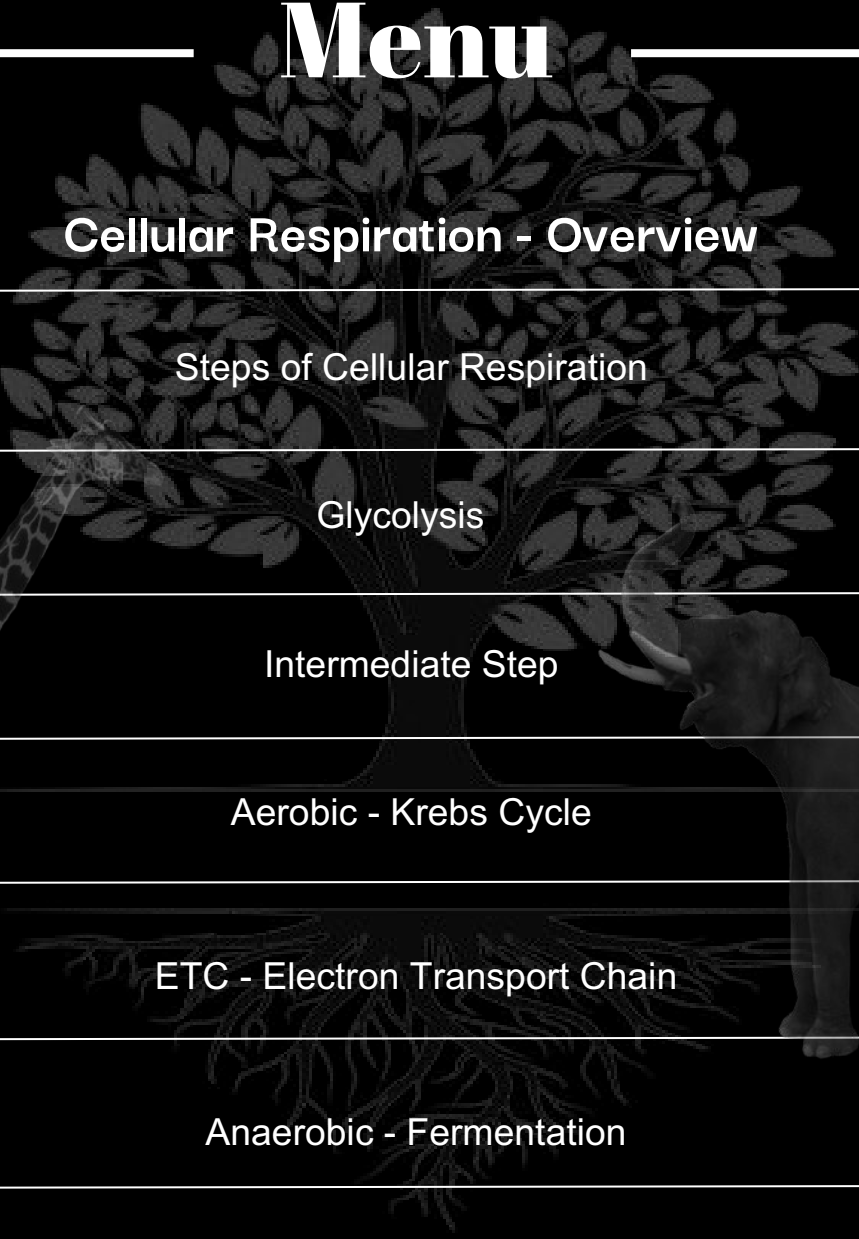 Menu
Cellular Respiration - Overview
Steps of Cellular Respiration
Glycolysis
Intermediate Step
Aerobic - Krebs Cycle
ETC - Electron Transport Chain
Anaerobic - Fermentation